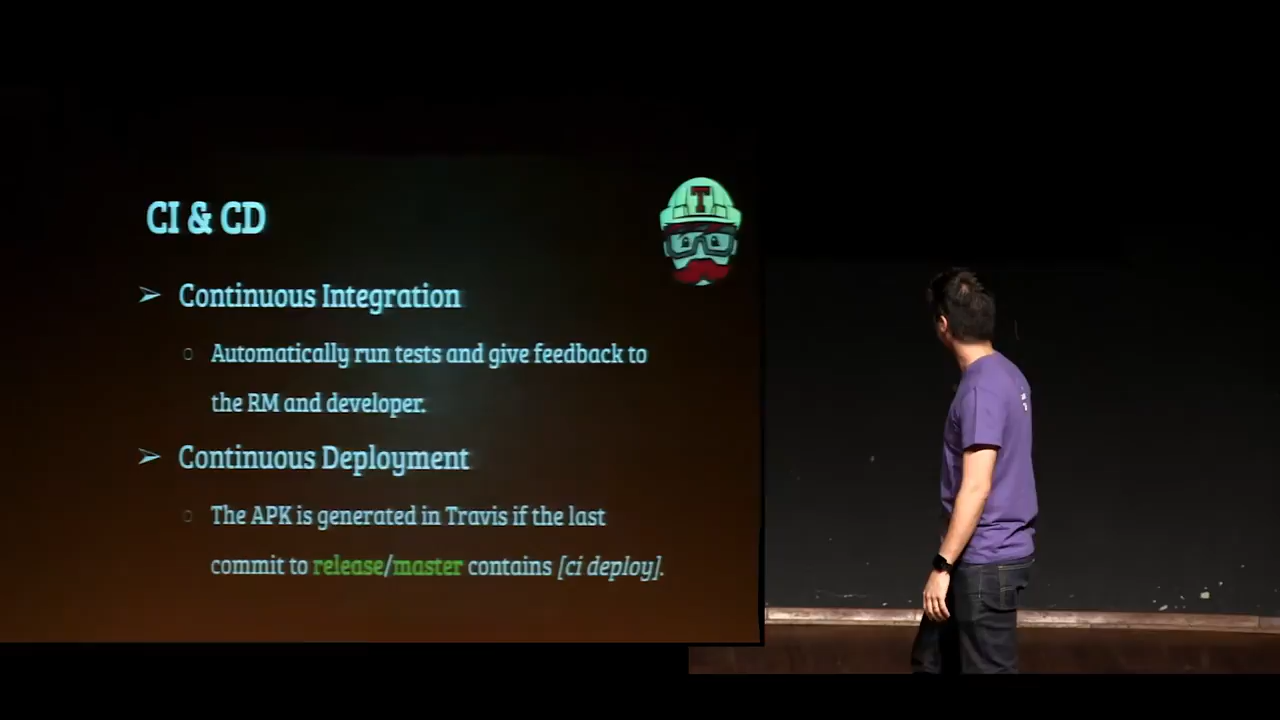 CI & CD
T
➢ Continuous Integration
○ Automatically run tests and give feedback to
the RM and developer.
➢ Continuous Deployment
○ The APK is generated in Travis if the last
commit to release/master contains [ci deploy].